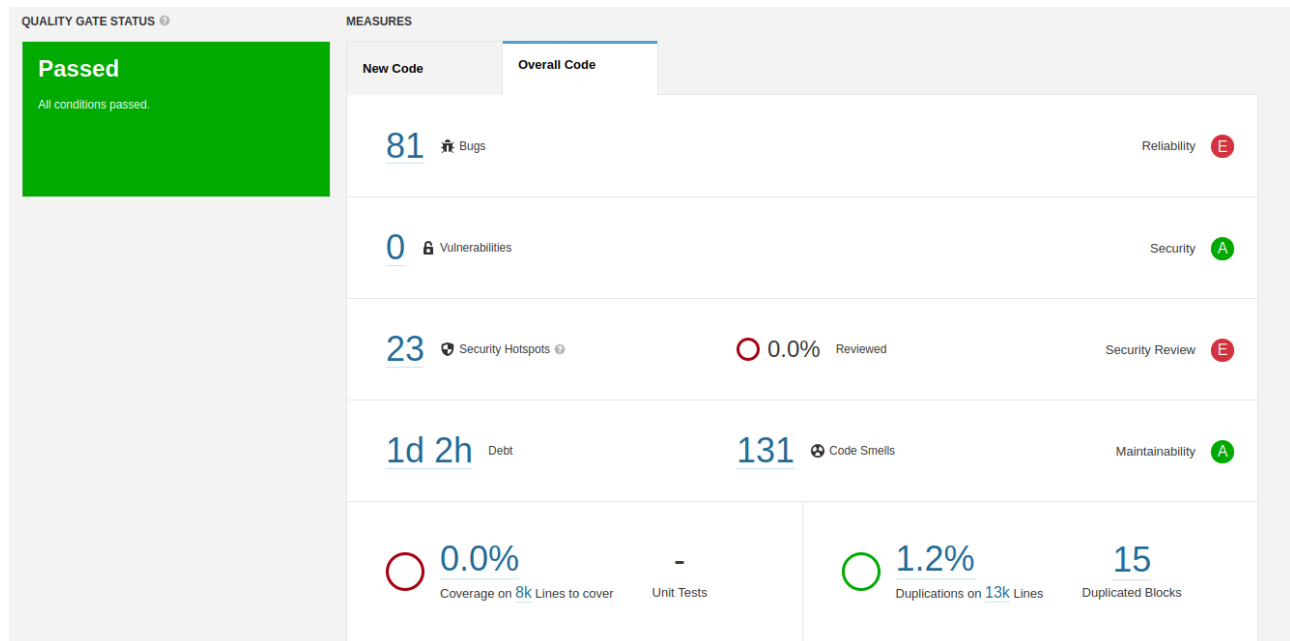 QUALITY GATE STATUS
MEASURES
Passed
All conditions passed.
New Code
Overall Code
81 Bugs
Reliability E
0 Vulnerabilities
Security A
23 Security Hotspots
0.0% Reviewed
Security Review E
1d 2h Debt
131 Code Smells
Maintainability A
0.0%
Coverage on 8k Lines to cover
-
Unit Tests
1.2%
Duplications on 13k Lines
15
Duplicated Blocks